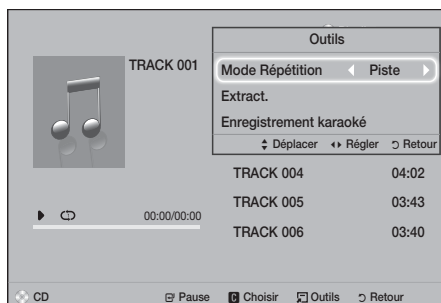 Outils
TRACK 001
Mode Répétition Piste
Extract.
Enregistrement karaoké
Déplacer Régler Retour
TRACK 004 04:02
TRACK 005 03:43
00:00/00:00
TRACK 006 03:40
CD Pause C Choisir Outils Retour